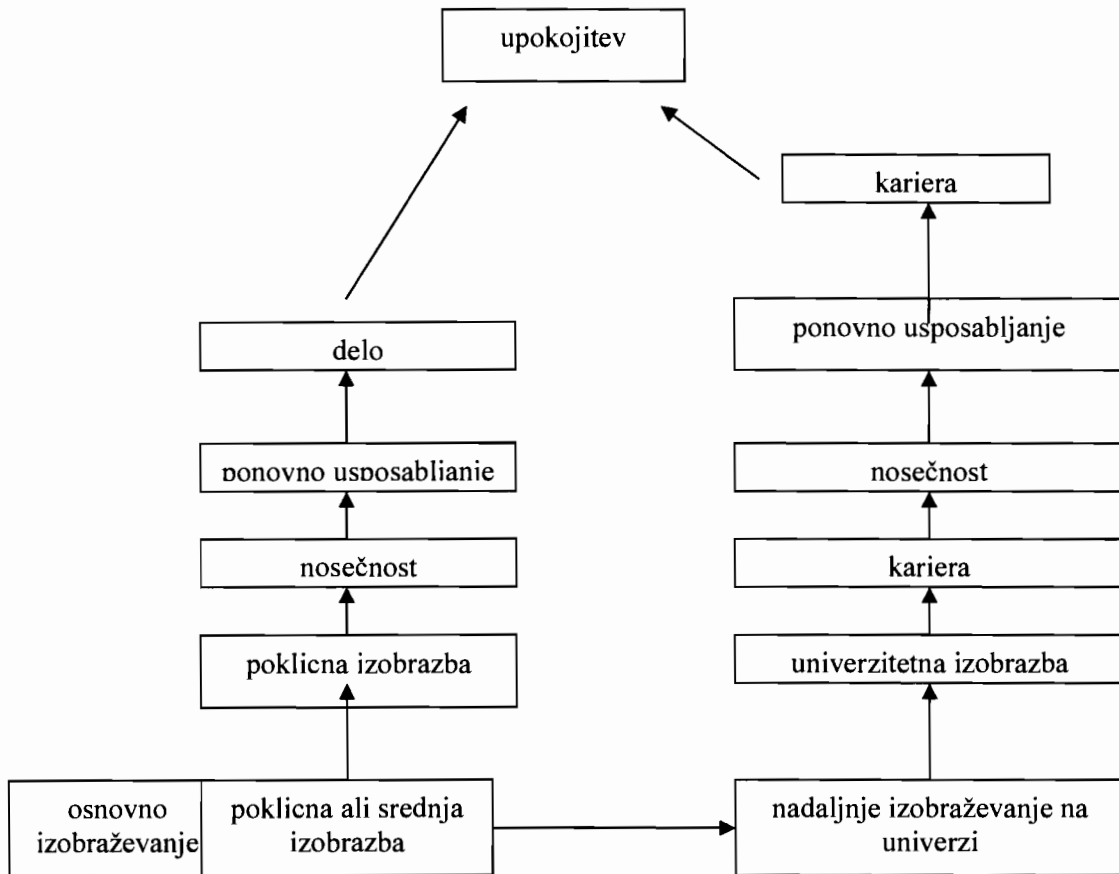 upokojitev
kariera
ponovno usposabljanje
delo
ponovno usposabljanje
nosečnost
nosečnost
kariera
poklicna izobrazba
univerzitetna izobrazba
osnovno
izobraževanje
poklicna ali srednja
izobrazba
nadaljnje izobraževanje na
univerzi